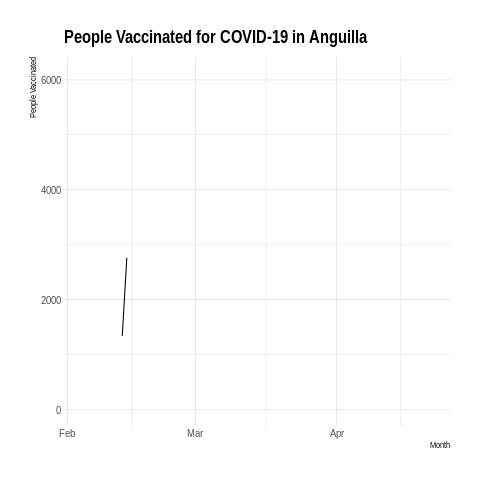 People Vaccinated for COVID-19 in Anguilla
People Vaccinated
6000
4000
2000
0
Feb
Mar
Apr
Month